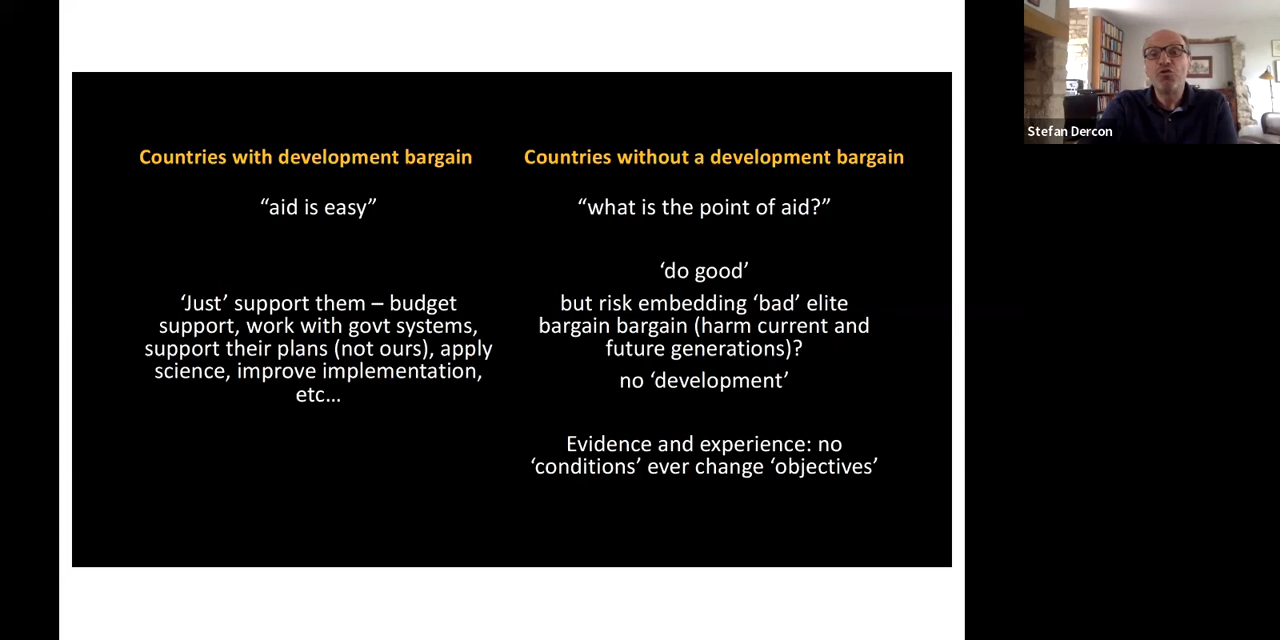 Countries with development bargain
“aid is easy”
‘Just’ support them – budget
support, work with govt systems,
support their plans (not ours), apply
science, improve implementation,
etc…
Countries without a development bargain
“what is the point of aid?”
‘do good’
but risk embedding ‘bad’ elite
bargain bargain (harm current and
future generations)?
no ‘development’
Evidence and experience: no
‘conditions’ ever change ‘objectives’
Stefan Dercon